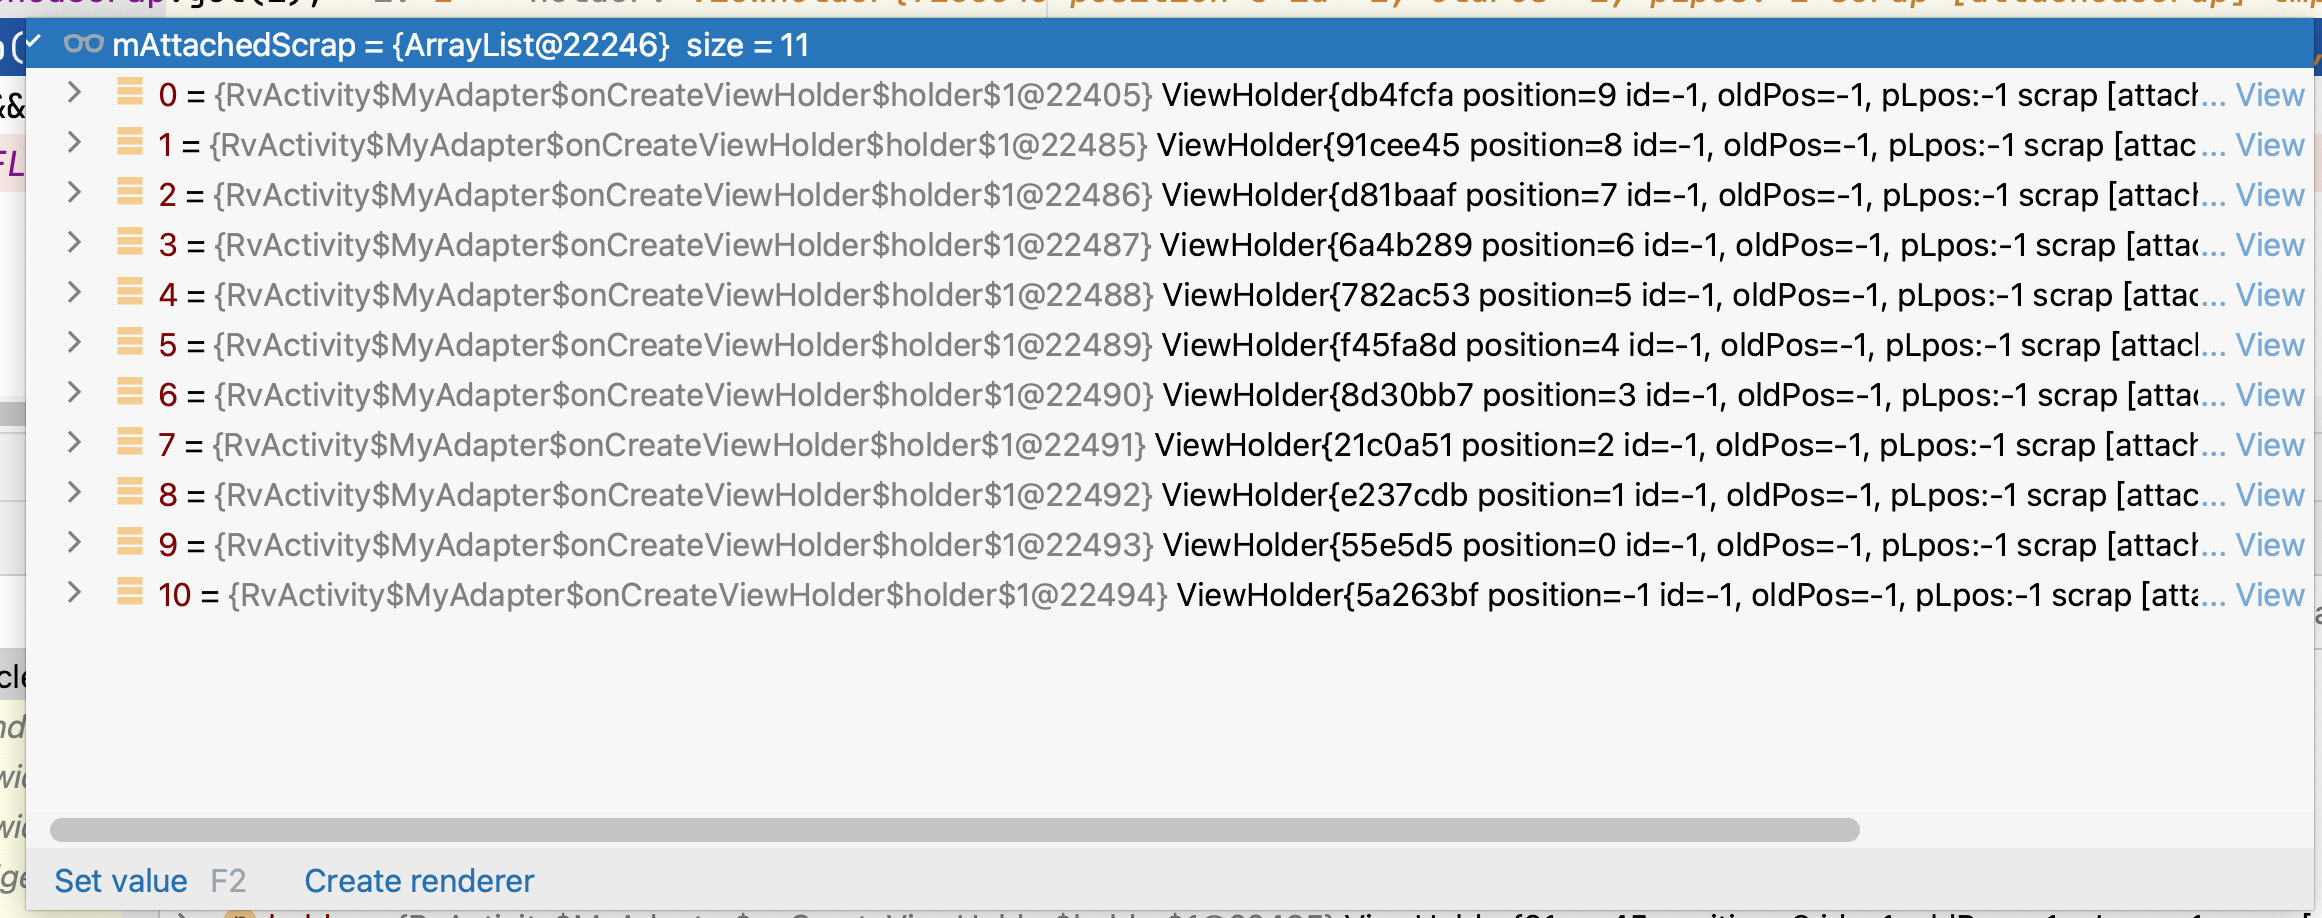 mAttachedScrap = {ArrayList@22246} size = 11
0 = {RvActivity$MyAdapter$onCreateViewHolder$holder$1@22405} ViewHolder{db4fcfa position=9 id=-1, oldPos=-1, pLpos:-1 scrap [attach... View
1 = {RvActivity$MyAdapter$onCreateViewHolder$holder$1@22485} ViewHolder{91cee45 position=8 id=-1, oldPos=-1, pLpos:-1 scrap [attac... View
2 = {RvActivity$MyAdapter$onCreateViewHolder$holder$1@22486} ViewHolder{d81baaf position=7 id=-1, oldPos=-1, pLpos:-1 scrap [attach... View
3 = {RvActivity$MyAdapter$onCreateViewHolder$holder$1@22487} ViewHolder{6a4b289 position=6 id=-1, oldPos=-1, pLpos:-1 scrap [attac... View
4 = {RvActivity$MyAdapter$onCreateViewHolder$holder$1@22488} ViewHolder{782ac53 position=5 id=-1, oldPos=-1, pLpos:-1 scrap [attac... View
5 = {RvActivity$MyAdapter$onCreateViewHolder$holder$1@22489} ViewHolder{f45fa8d position=4 id=-1, oldPos=-1, pLpos:-1 scrap [attacl... View
6 = {RvActivity$MyAdapter$onCreateViewHolder$holder$1@22490} ViewHolder{8d30bb7 position=3 id=-1, oldPos=-1, pLpos:-1 scrap [attac... View
7 = {RvActivity$MyAdapter$onCreateViewHolder$holder$1@22491} ViewHolder{21c0a51 position=2 id=-1, oldPos=-1, pLpos:-1 scrap [attach... View
8 = {RvActivity$MyAdapter$onCreateViewHolder$holder$1@22492} ViewHolder{e237cdb position=1 id=-1, oldPos=-1, pLpos:-1 scrap [attac... View
9 = {RvActivity$MyAdapter$onCreateViewHolder$holder$1@22493} ViewHolder{55e5d5 position=0 id=-1, oldPos=-1, pLpos:-1 scrap [attach... View
10 = {RvActivity$MyAdapter$onCreateViewHolder$holder$1@22494} ViewHolder{5a263bf position=-1 id=-1, oldPos=-1, pLpos:-1 scrap [atta... View
Set value F2 Create renderer